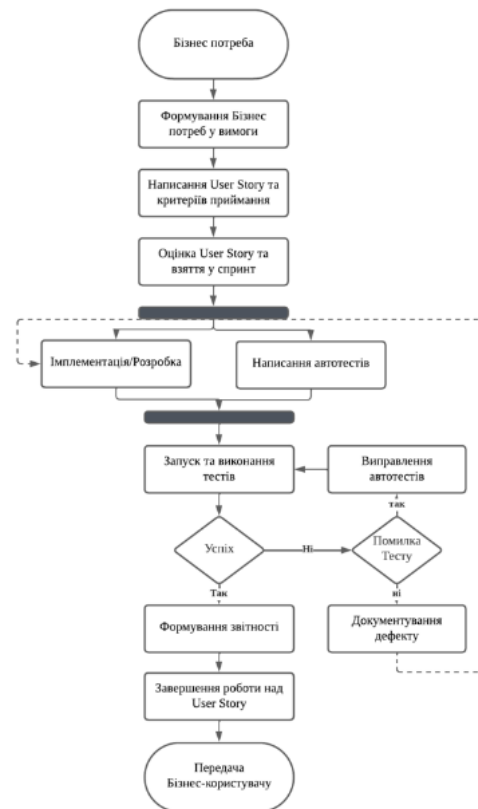 Бізнес потреба
Формування Бізнес
потреб у вимоги
Написання User Story та
критеріїв приймання
Оцінка User Story та
взяття у спринт
Імплементація/Розробка
Написання автотестів
Запуск та виконання
тестів
Виправлення
автотестів
так
Успіх
Ні
Помилка
Тесту
Так
ні
Формування звітності
Документування
дефекту
Завершення роботи над
User Story
Передача
Бізнес-користувачу